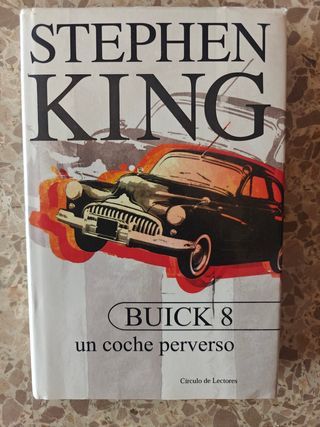 STEPHEN
KING
BUICK 8
un coche perverso
Círculo de Lectores